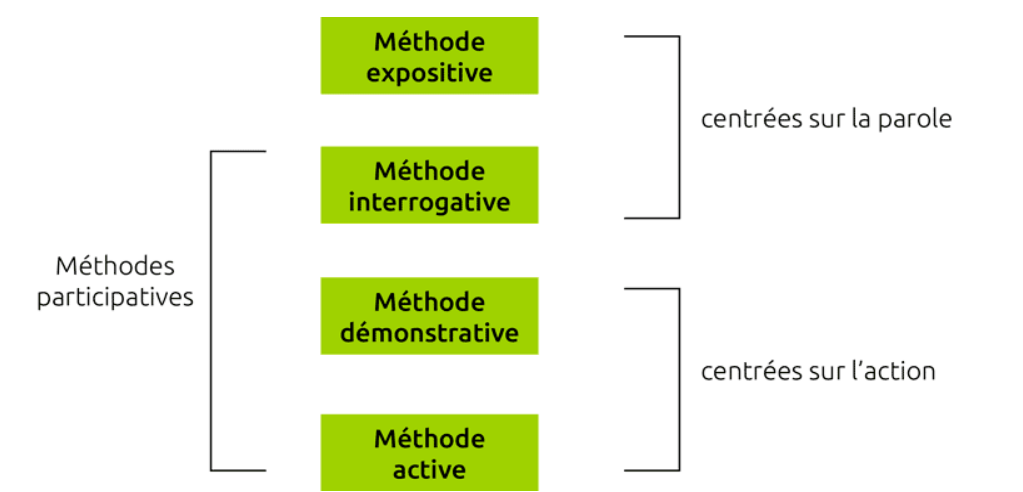 Méthode
expositive
centrées sur la parole
Méthode
interrogative
Méthodes
participatives
Méthode
démonstrative
centrées sur l’action
Méthode
active